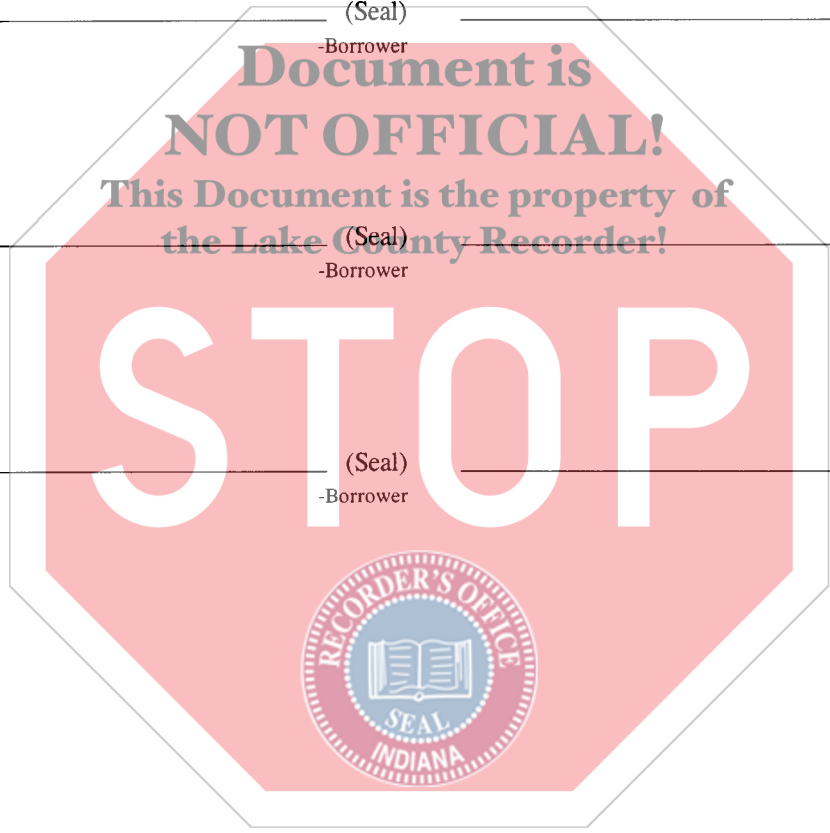 (Seal)
-Borrower
Document is
NOT OFFICIAL!
This Document is the property of
the Lake County Recorder!
(Seal)
-Borrower
STOP
(Seal)
-Borrower
RECORDER'S OFFICE
SEAL
INDIANA